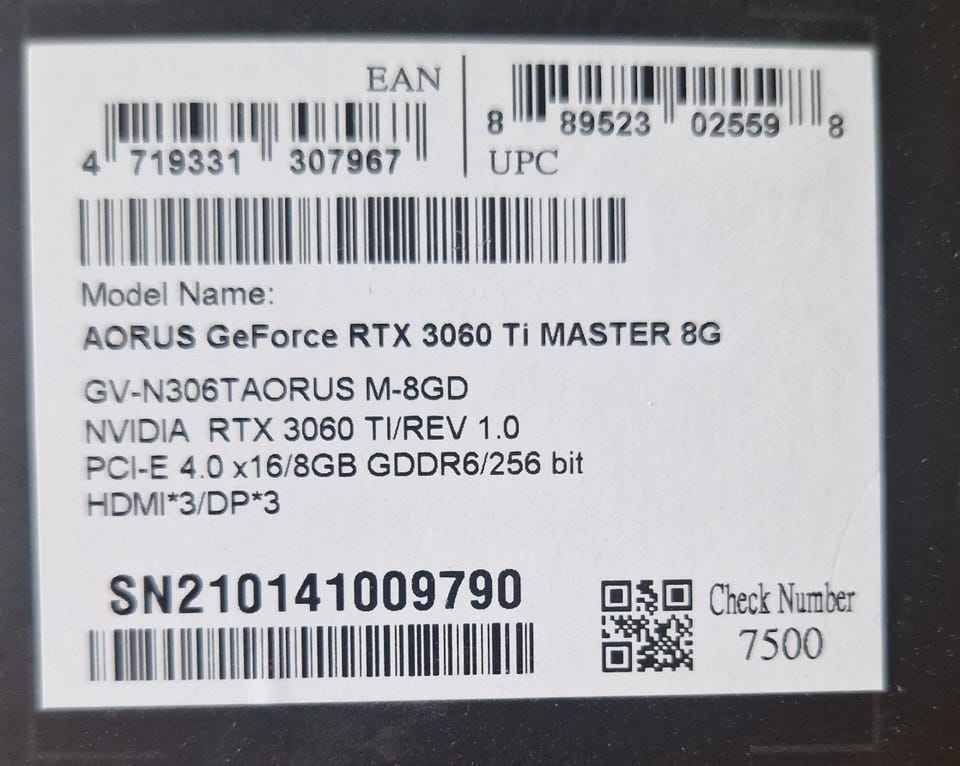 EAN
4 719331 307967
8 89523 02559 8
UPC
Model Name:
AORUS GeForce RTX 3060 Ti MASTER 8G
GV-N306TAORUS M-8GD
NVIDIA RTX 3060 TI/REV 1.0
PCI-E 4.0 x16/8GB GDDR6/256 bit
HDMI*3/DP*3
SN210141009790
Check Number
7500